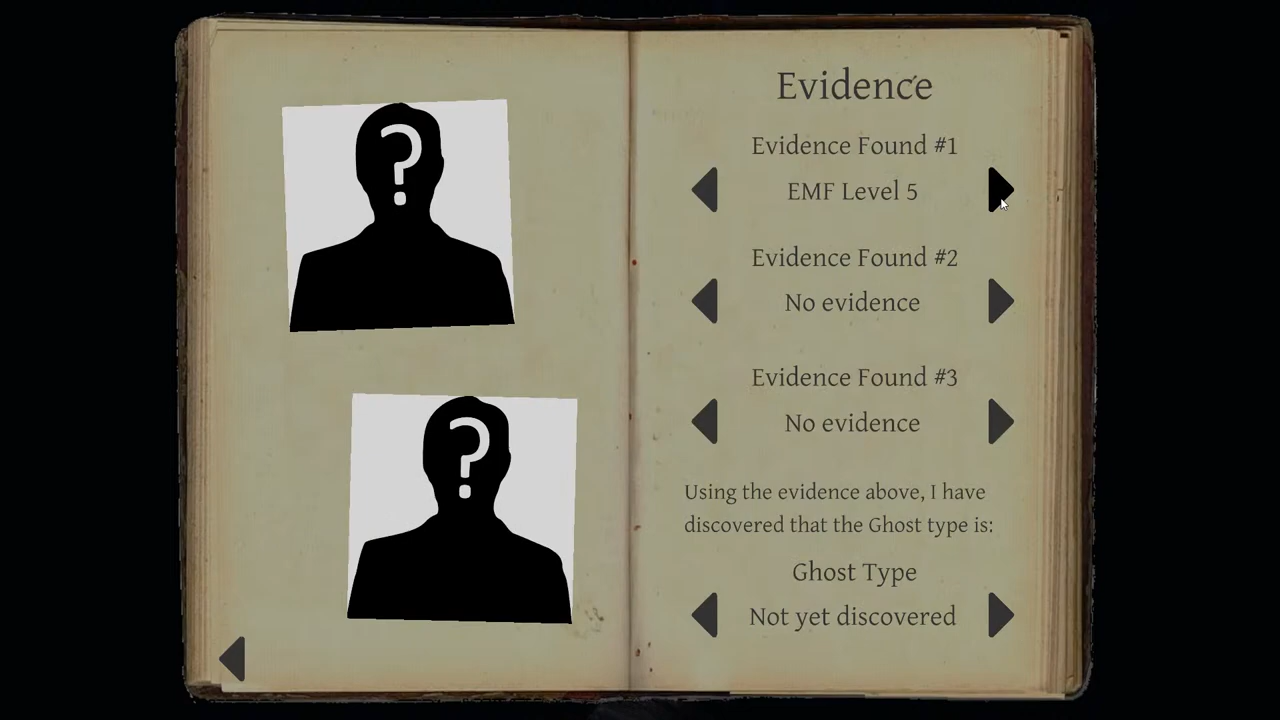 ?
?
Evidence
Evidence Found #1
EMF Level 5
Evidence Found #2
No evidence
Evidence Found #3
No evidence
Using the evidence above, I have
discovered that the Ghost type is:
Ghost Type
Not yet discovered